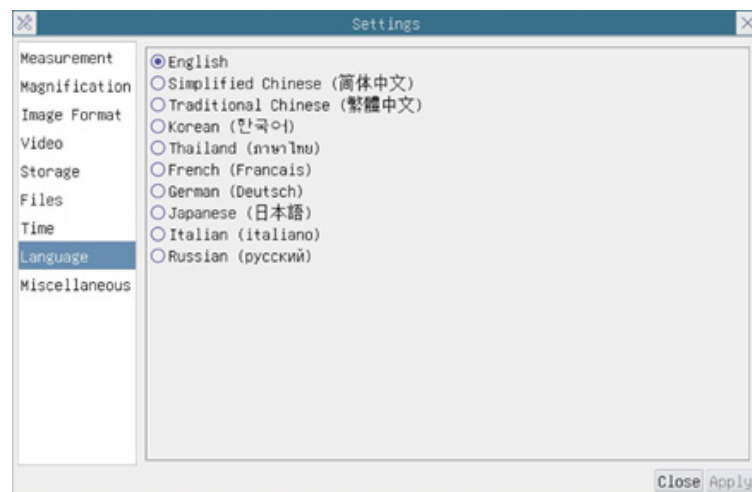 Settings
Measurement
Magnification
Image Format
Video
Storage
Files
Time
Language
Miscellaneous
English
Simplified Chinese (简体中文)
Traditional Chinese (繁體中文)
Korean (한국어)
Thailand (ภาษาไทย)
French (Francais)
German (Deutsch)
Japanese (日本語)
Italian (italiano)
Russian (русский)
Close Apply